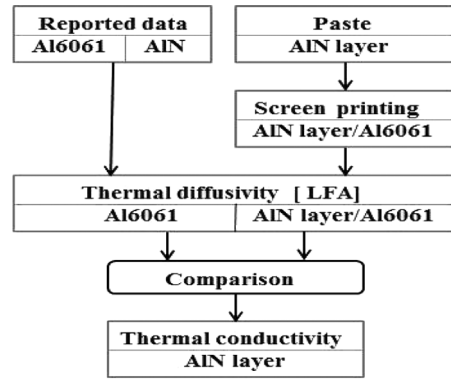 Reported data
Al6061 AlN
Paste
AlN layer
Screen printing
AlN layer/Al6061
Thermal diffusivity [ LFA]
Al6061 AlN layer/Al6061
Comparison
Thermal conductivity
AlN layer